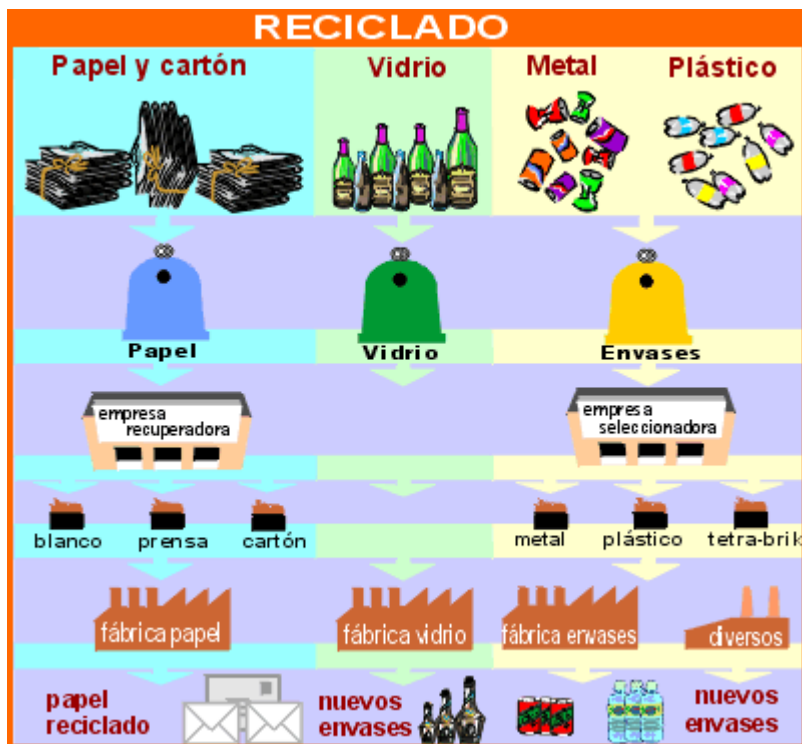 RECICLADO
Papel y cartón
Vidrio
Metal
Plástico
Papel
Vidrio
Envases
empresa
recuperadora
empresa
seleccionadora
blanco
prensa
cartón
metal
plástico
tetra-brik
fábrica papel
fábrica vidrio
fábrica envases
diversos
papel
reciclado
nuevos
envases
nuevos
envases